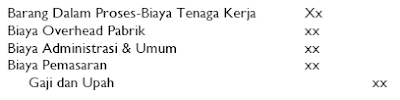 Barang Dalam Proses-Biaya Tenaga Kerja Xx
Biaya Overhead Pabrik xx
Biaya Administrasi & Umum xx
Biaya Pemasaran xx
Gaji dan Upah xx